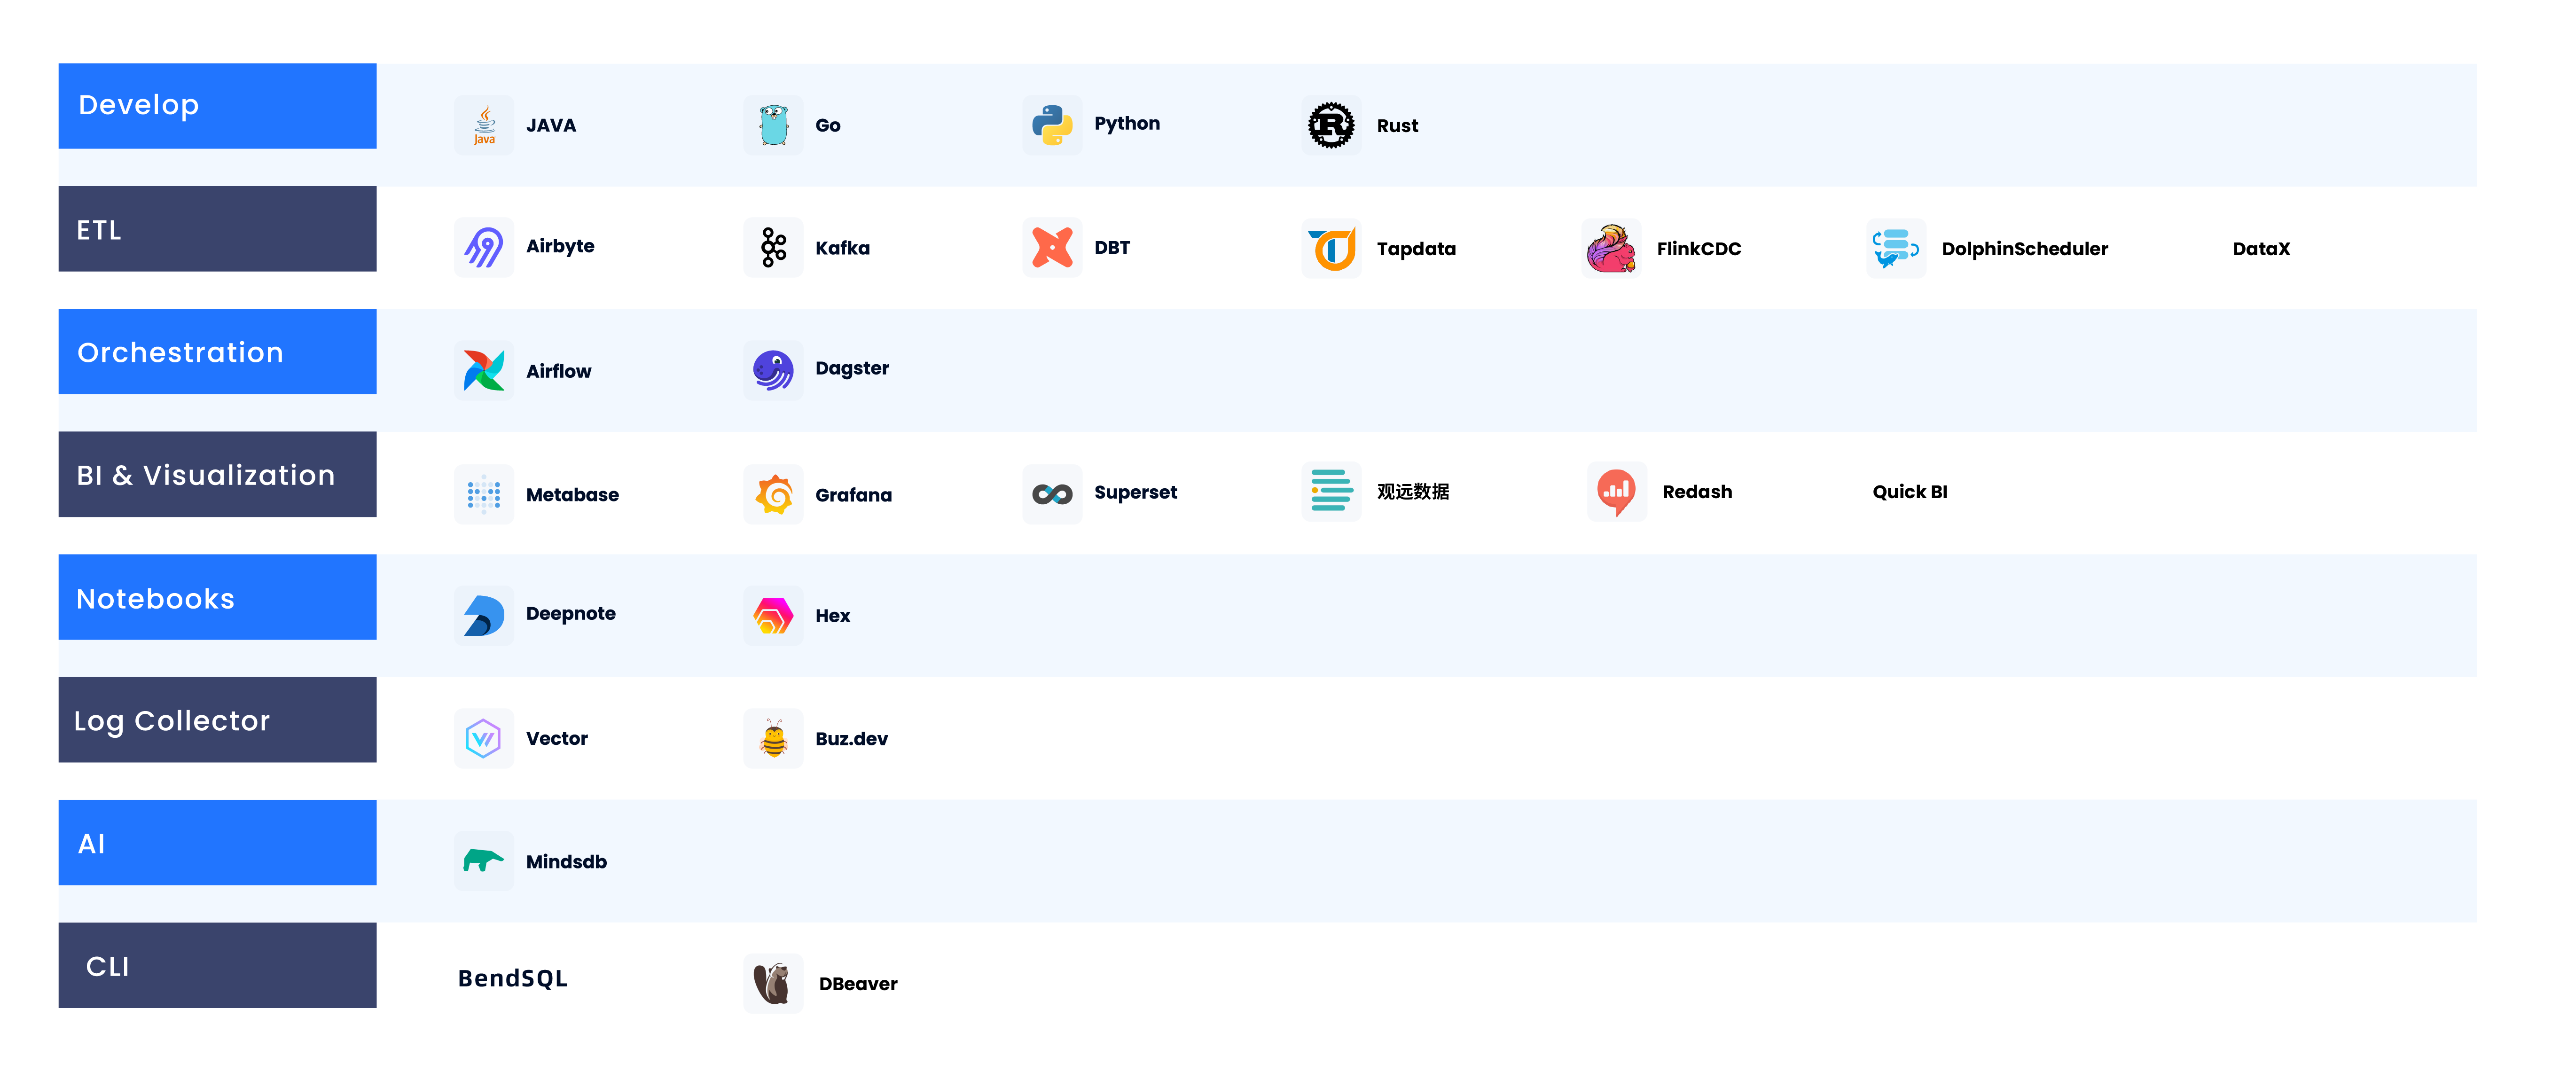 Develop
Java JAVA Go Python Rust
ETL
Airbyte Kafka DBT Tapdata FlinkCDC DolphinScheduler DataX
Orchestration
Airflow Dagster
BI & Visualization
Metabase Grafana Superset 观远数据 Redash Quick BI
Notebooks
Deepnote Hex
Log Collector
Vector Buz.dev
AI
Mindsdb
CLI
BendSQL DBeaver